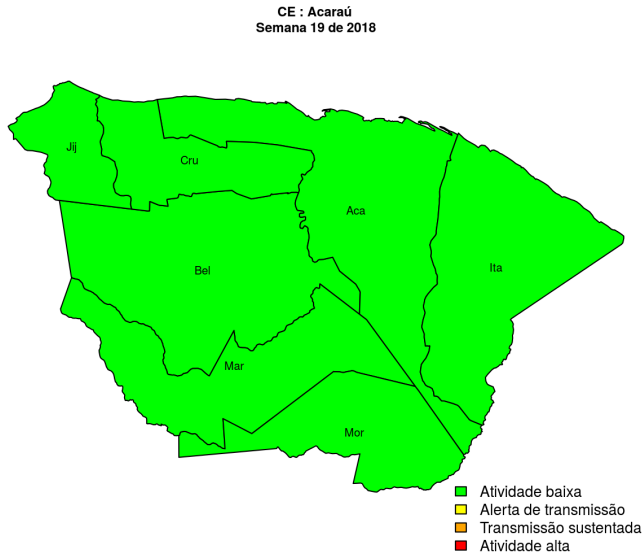 CE : Acaraú
Semana 19 de 2018
Jij
Cru
Aca
Bel
Ita
Mar
Mor
Atividade baixa
Alerta de transmissão
Transmissão sustentada
Atividade alta